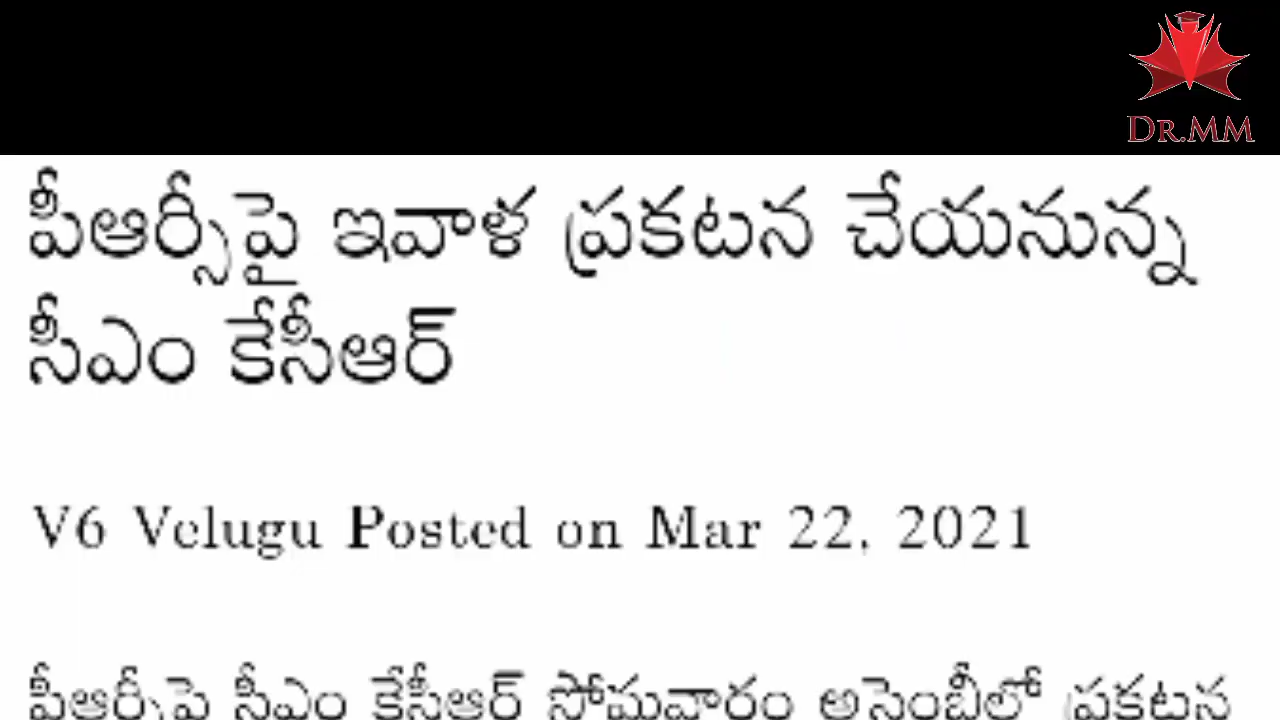 DR.MM
పీఆర్సీపై ఇవాళ ప్రకటన చేయనున్న
సీఎం కేసీఆర్
V6 Velugu Posted on Mar 22, 2021
పీఆర్సీపై సీఎం కేసీఆర్ సోమవారం అసెంబీలో ప్రకటన